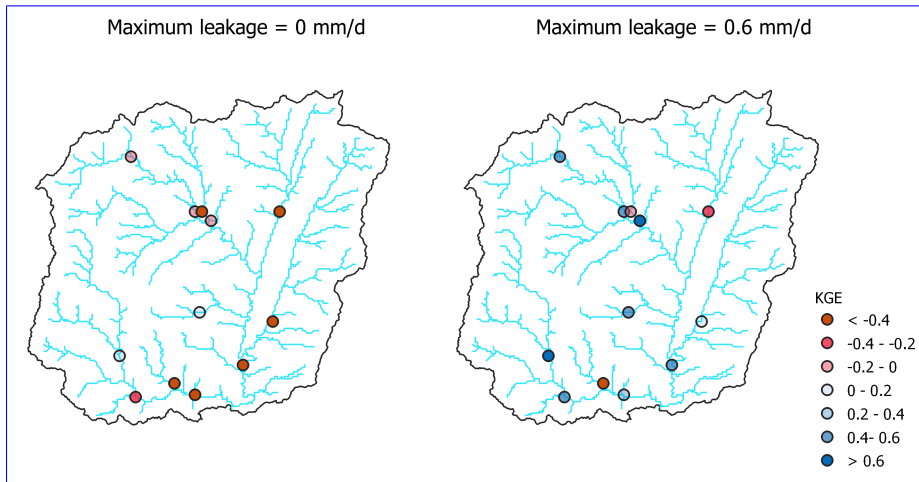 Maximum leakage = 0 mm/d
Maximum leakage = 0.6 mm/d
KGE
< -0.4
-0.4 - -0.2
-0.2 - 0
0 - 0.2
0.2 - 0.4
0.4- 0.6
> 0.6